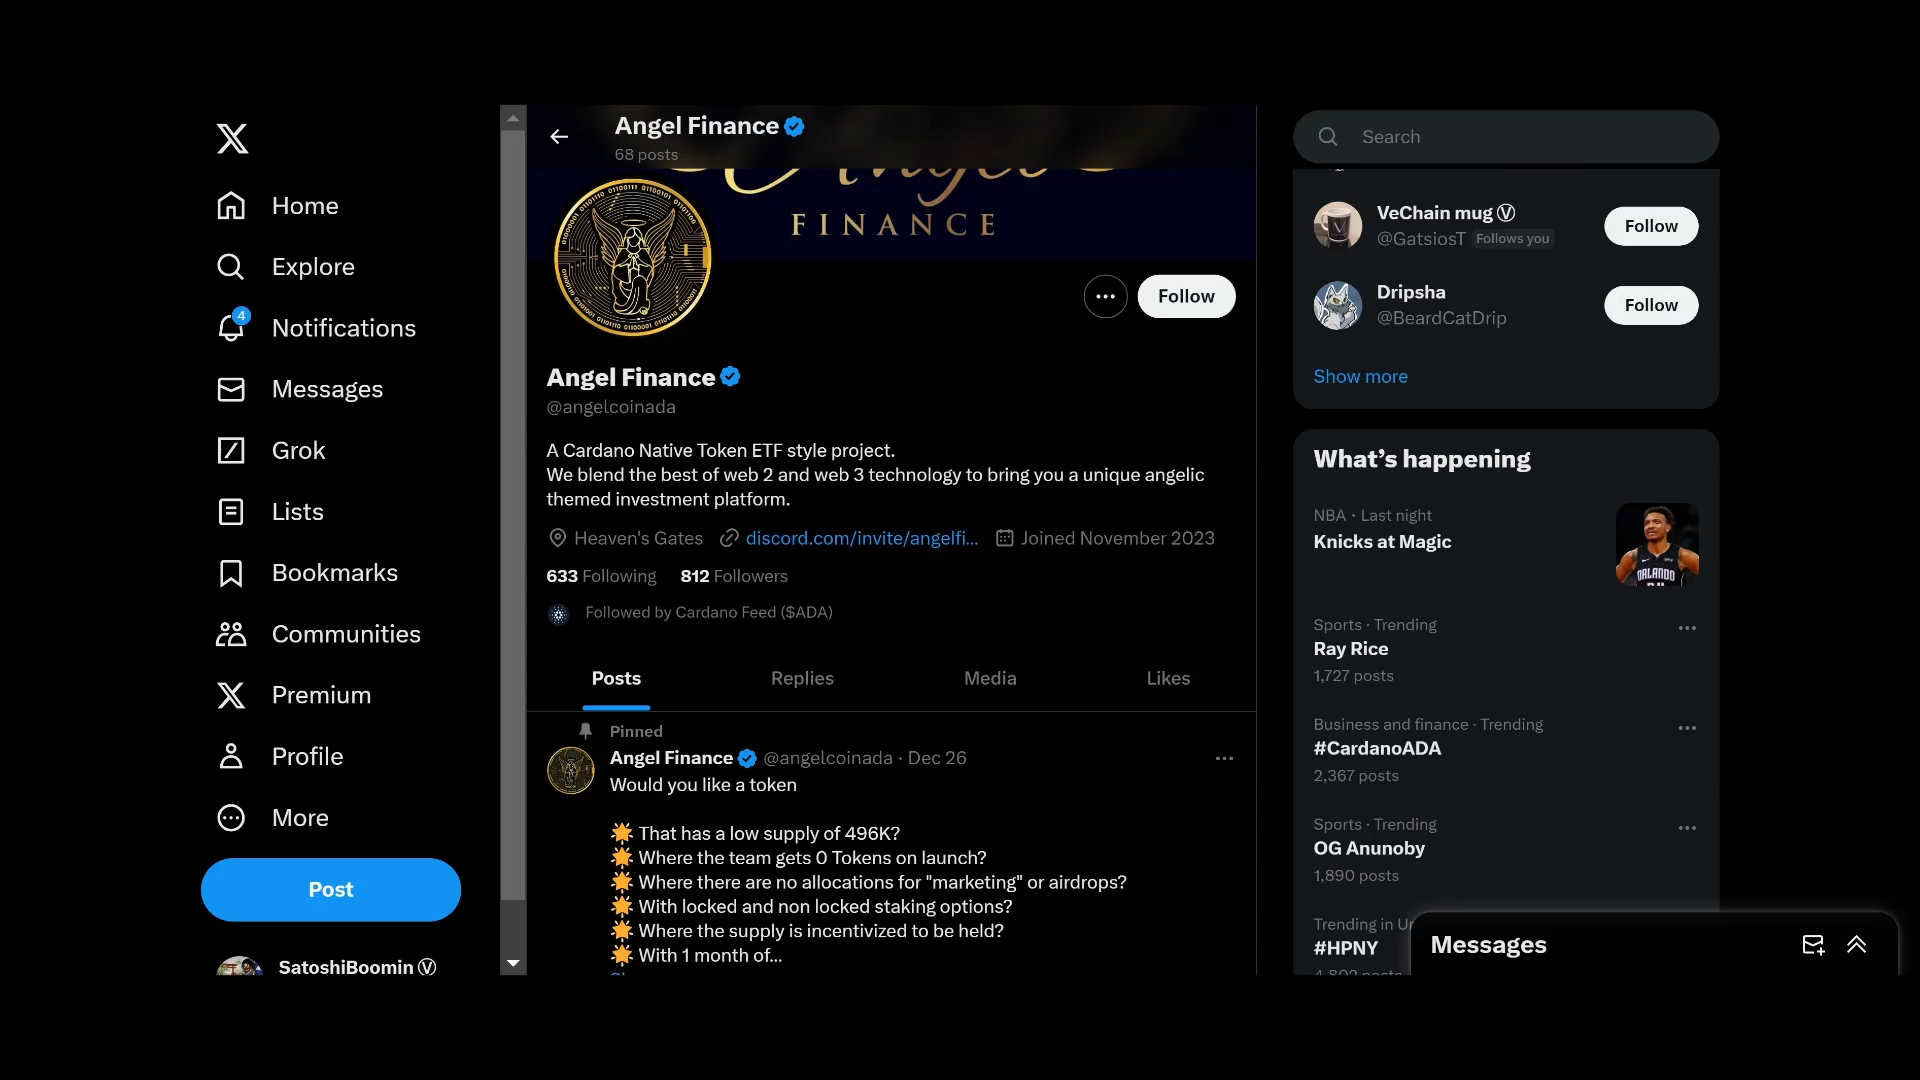 Home
Explore
4
Notifications
Messages
Grok
Lists
Bookmarks
Communities
Premium
Profile
More
Post
SatoshiBoomin Ⓥ
Angel Finance
68 posts
FINANCE
Follow
Angel Finance
@angelcoinada
A Cardano Native Token ETF style project.
We blend the best of web 2 and web 3 technology to bring you a unique angelic
themed investment platform.
Heaven's Gates discord.com/invite/angelfi... Joined November 2023
633 Following 812 Followers
Followed by Cardano Feed ($ADA)
Posts Replies Media Likes
Pinned
Angel Finance @angelcoinada · Dec 26
Would you like a token
🌟 That has a low supply of 496K?
🌟 Where the team gets 0 Tokens on launch?
🌟 Where there are no allocations for "marketing" or airdrops?
🌟 With locked and non locked staking options?
🌟 Where the supply is incentivized to be held?
🌟 With 1 month of...
Search
VeChain mug Ⓥ
@GatsiosT Follows you
Follow
Dripsha
@BeardCatDrip
Follow
Show more
What's happening
NBA · Last night
Knicks at Magic
ORLANDO
Sports · Trending
Ray Rice
1,727 posts
Business and finance · Trending
#CardanoADA
2,367 posts
Sports · Trending
OG Anunoby
1,890 posts
Trending in
#HPNY
4,802 posts
Messages